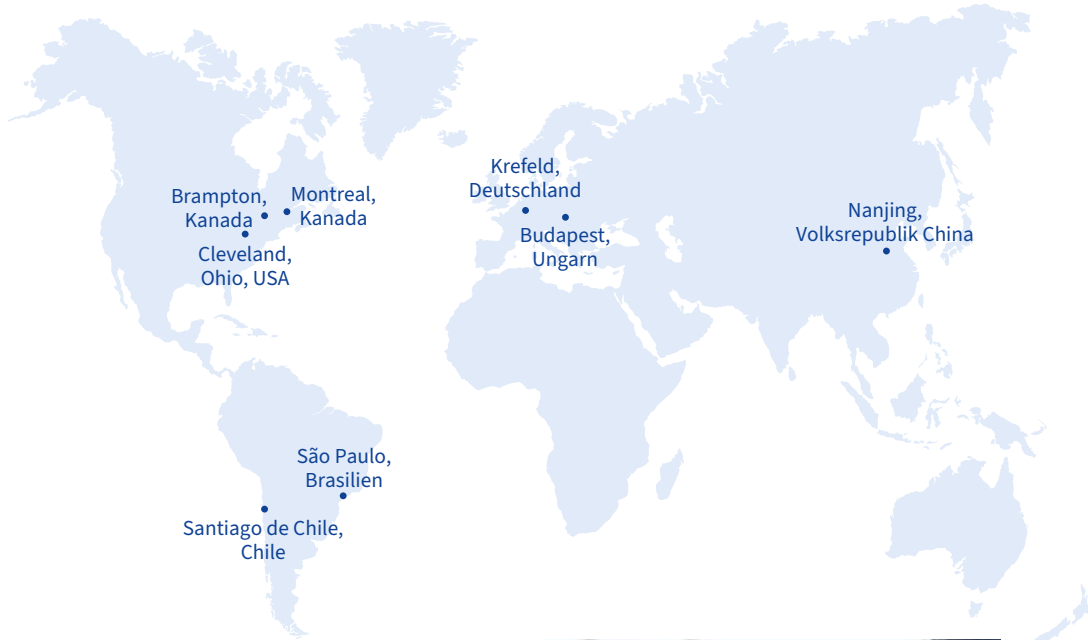 Brampton,
Kanada
Montreal,
Kanada
Cleveland,
Ohio, USA
Krefeld,
Deutschland
Budapest,
Ungarn
Nanjing,
Volksrepublik China
São Paulo,
Brasilien
Santiago de Chile,
Chile